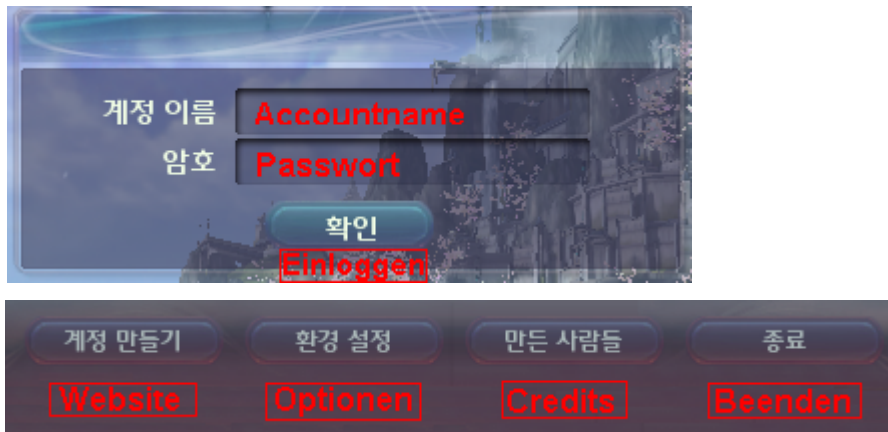 계정 이름 Accountname
암호 Passwort
확인
Einloggen
계정 만들기 환경 설정 만든 사람들 종료
Website Optionen Credits Beenden